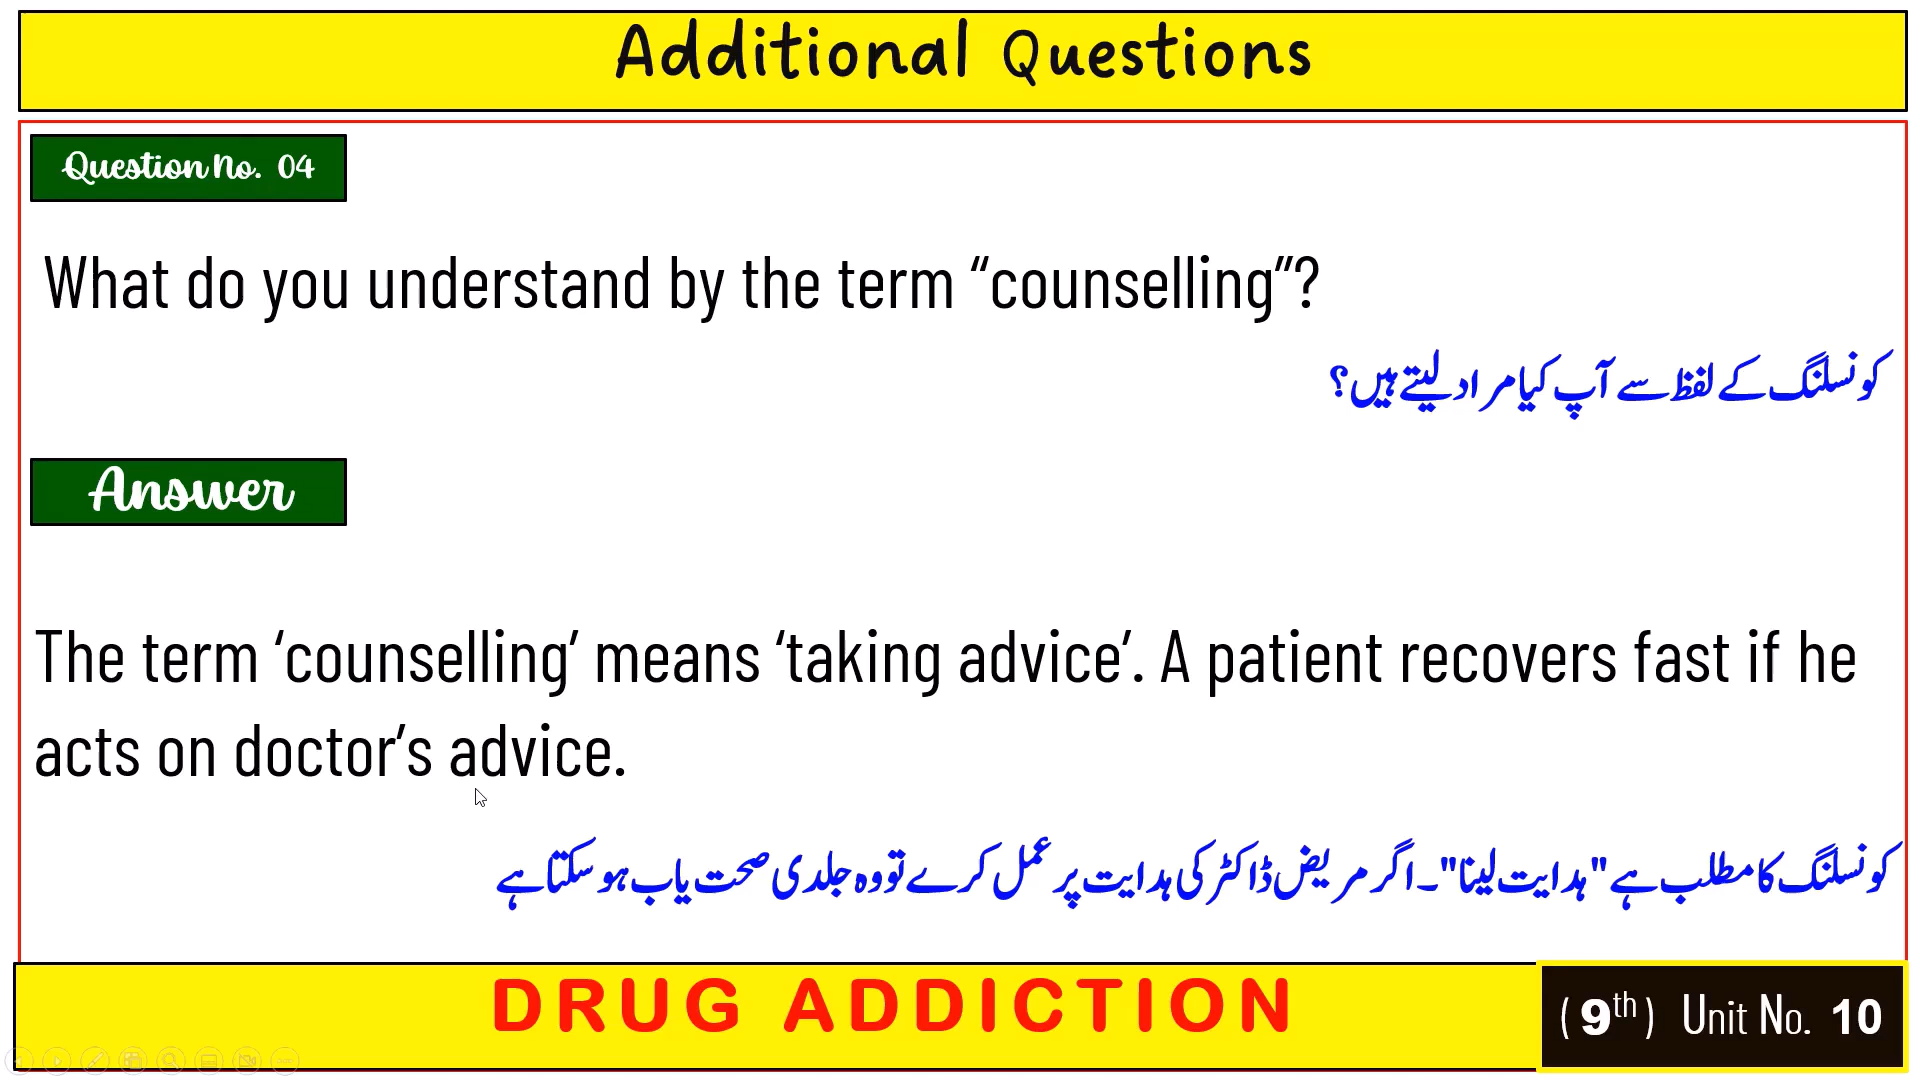 Additional Questions
Question No. 04
What do you understand by the term “counselling”?
کونسلنگ کے لفظ سے آپ کیا مراد لیتے ہیں؟
Answer
The term ‘counselling’ means ‘taking advice’. A patient recovers fast if he
acts on doctor’s advice.
کونسلنگ کا مطلب ہے "ہدایت لینا"۔ اگر مریض ڈاکٹر کی ہدایت پر عمل کرے تو وہ جلدی صحت یاب ہو سکتا ہے
DRUG ADDICTION
(9th) Unit No. 10